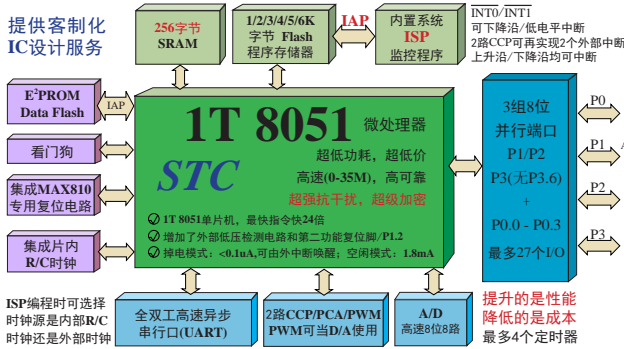 提供客制化
IC设计服务
256字节
SRAM
1/2/3/4/5/6K
字节 Flash
程序存储器
IAP
内置系统
ISP
监控程序
INT0/INT1
可下降沿/低电平中断
2路CCP可再实现2个外部中断
上升沿/下降沿均可中断
E²PROM
Data Flash
IAP
看门狗
集成MAX810
专用复位电路
集成片内
R/C时钟
1T 8051 微处理器
STC
超低功耗，超低价
高速(0-35M)，高可靠
超强抗干扰，超级加密
1T 8051单片机，最快指令快24倍
增加了外部低压检测电路和第二功能复位脚/P1.2
掉电模式：<0.1uA,可由外中断唤醒；空闲模式：1.8mA
3组8位
并行端口
P1/P2
P3(无P3.6)
+
P0.0 - P0.3
最多27个I/O
P0
P1
P2
P3
ISP编程时可选择
时钟源是内部R/C
时钟还是外部时钟
全双工高速异步
串行口(UART)
2路CCP/PCA/PWM
PWM可当D/A使用
A/D
高速8位8路
提升的是性能
降低的是成本
最多4个定时器